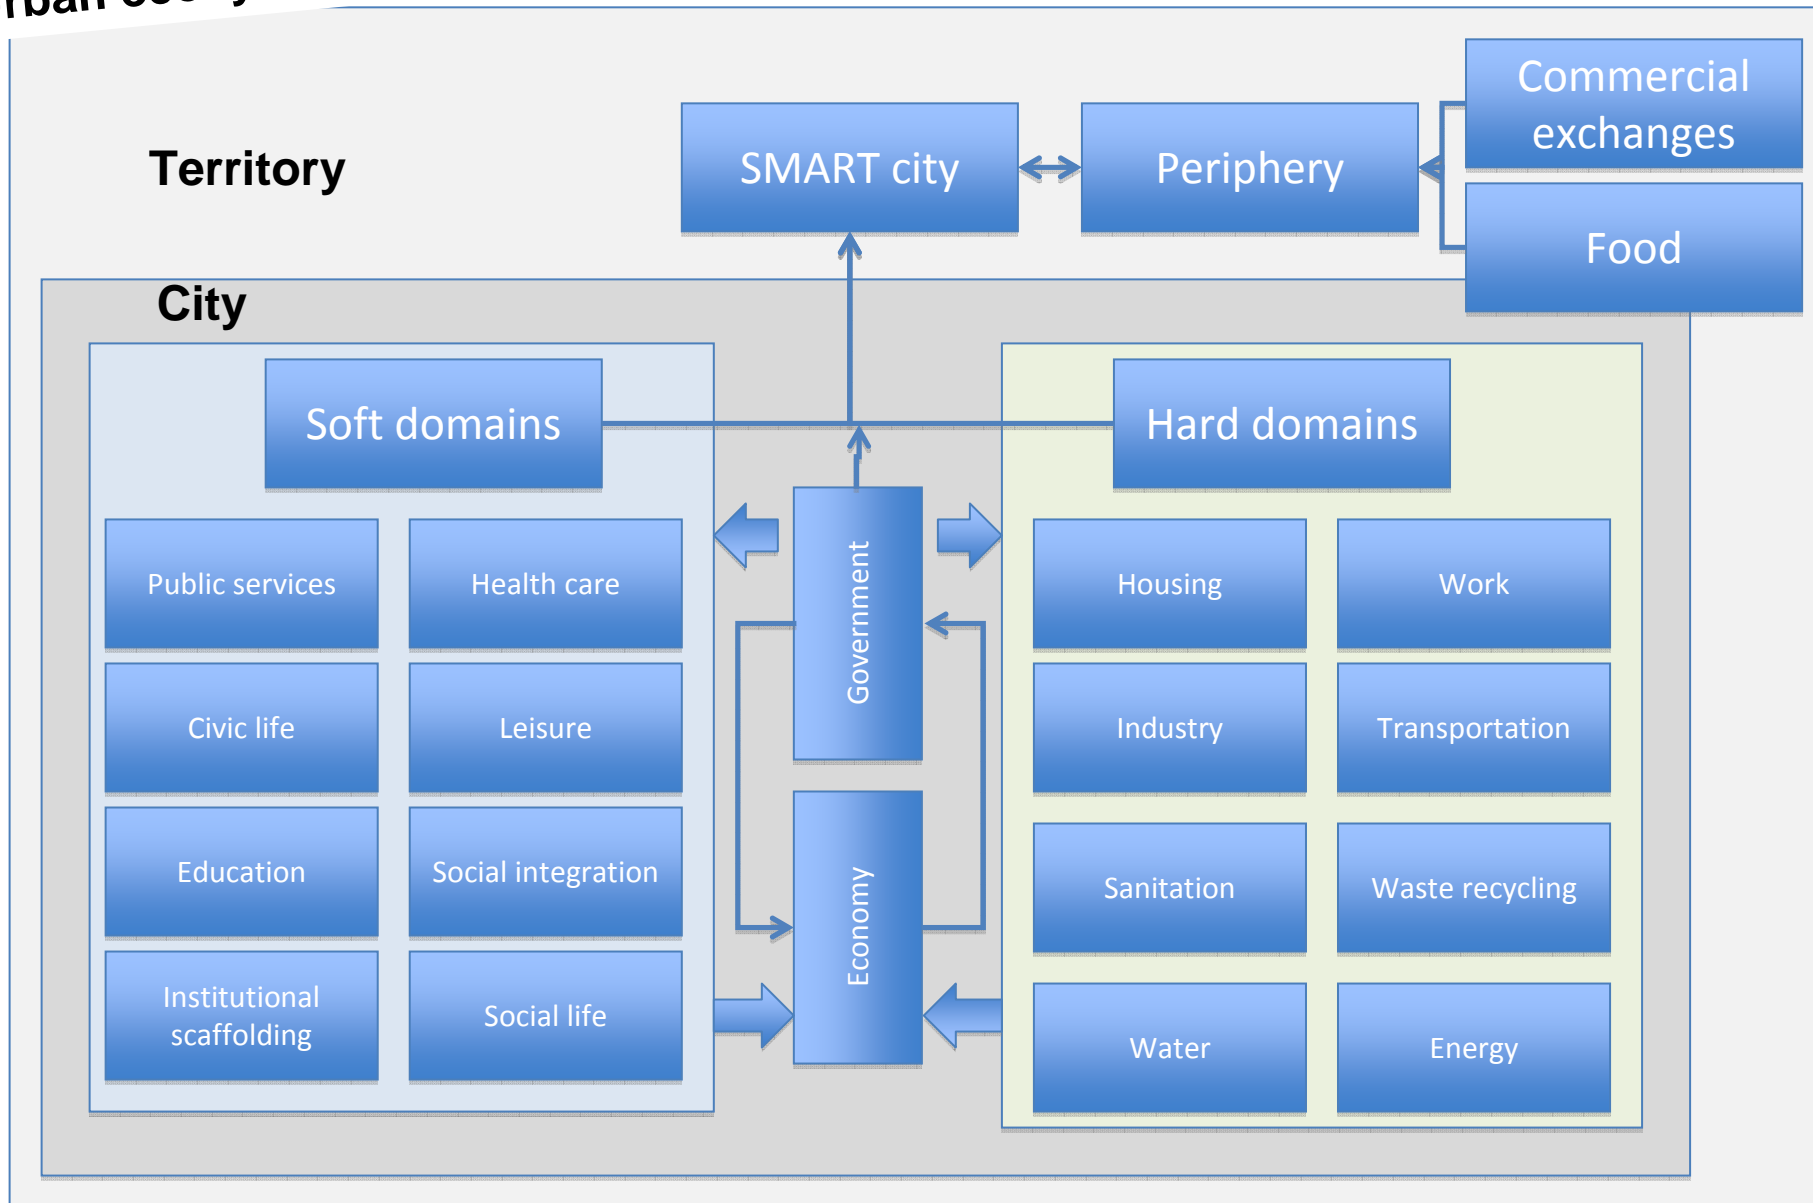 Commercial
exchanges
Territory
SMART city
Periphery
Food
City
Soft domains
Hard domains
Public services
Health care
Government
Housing
Work
Civic life
Leisure
Industry
Transportation
Education
Social integration
Economy
Sanitation
Waste recycling
Institutional
scaffolding
Social life
Water
Energy